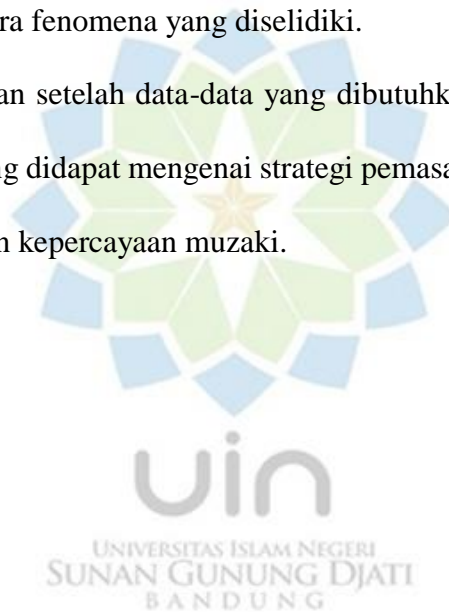 ra fenomena yang diselidiki.
an setelah data-data yang dibutuhk
ng didapat mengenai strategi pemasa
n kepercayaan muzaki.
uin
UNIVERSITAS ISLAM NEGERI
SUNAN GUNUNG DJATI
BANDUNG